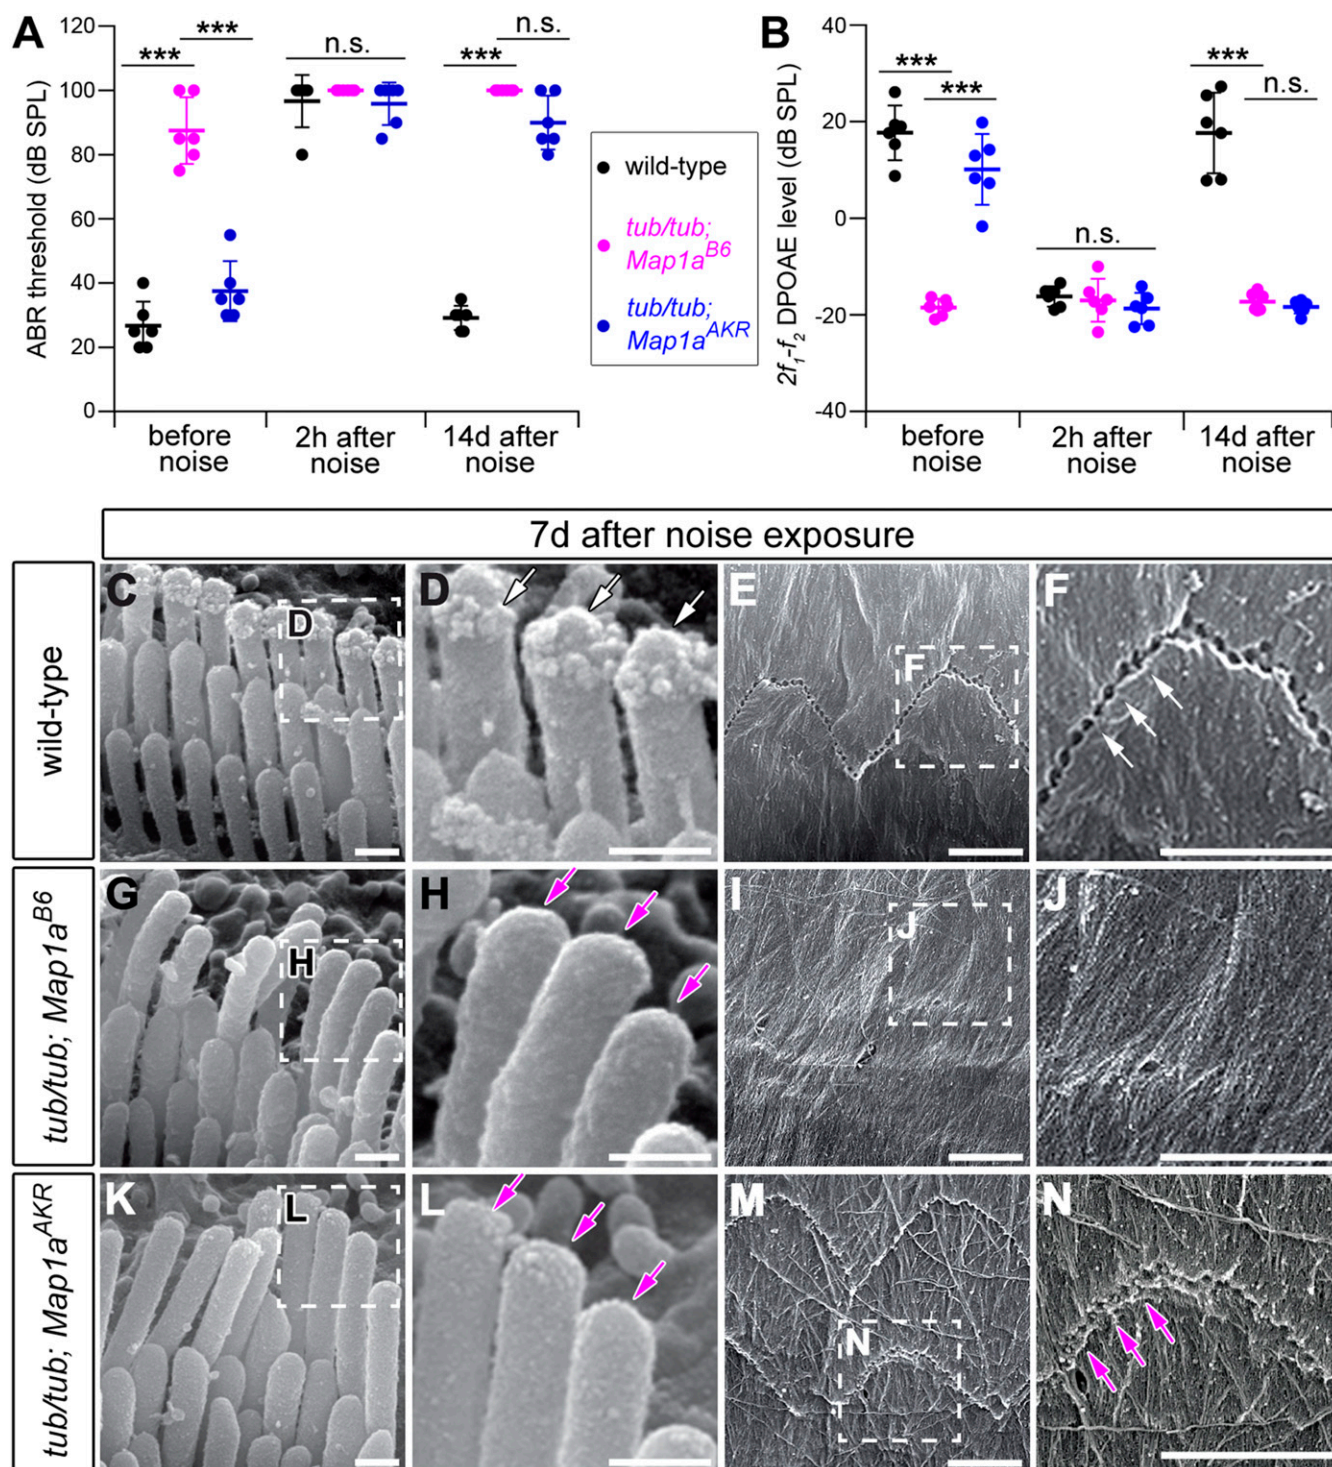 A
ABR threshold (dB SPL)
120
100
80
60
40
20
0
***
***
n.s.
***
n.s.
before
noise
2h after
noise
14d after
noise
wild-type
tub/tub;
Map1a^B6
tub/tub;
Map1a^AKR
B
2f1-f2 DPOAE level (dB SPL)
40
20
0
-20
-40
***
***
n.s.
***
n.s.
before
noise
2h after
noise
14d after
noise
7d after noise exposure
wild-type
C
D
D
E
F
F
tub/tub; Map1a^B6
G
H
H
I
J
J
tub/tub; Map1a^AKR
K
L
L
M
N
N